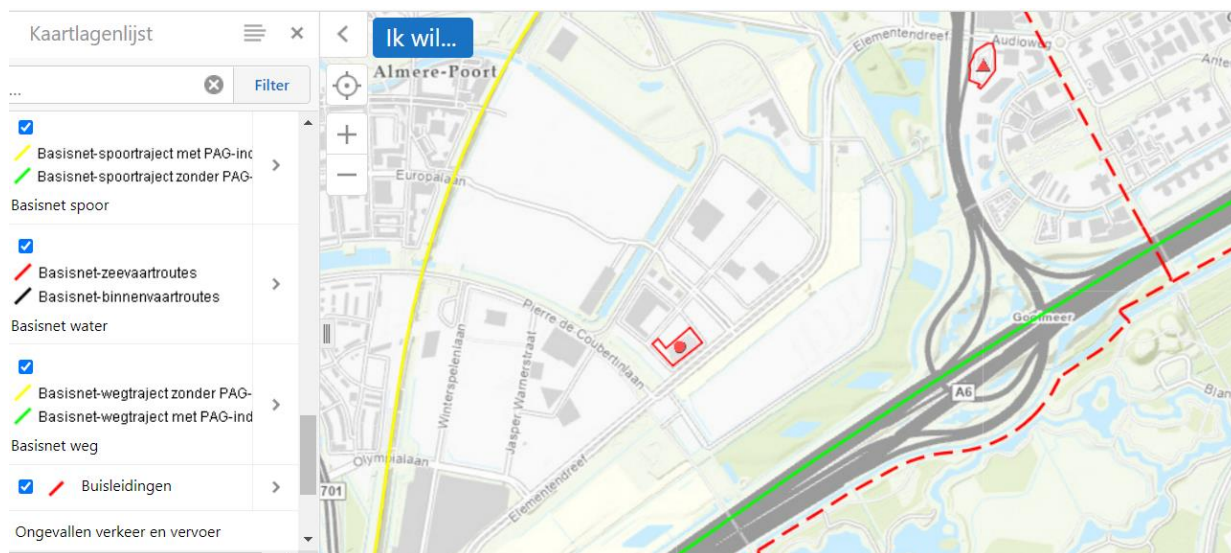 Kaartlagenlijst
...
Filter
Basisnet-spoortraject met PAG-inc
Basisnet-spoortraject zonder PAG-
Basisnet spoor
Basisnet-zeevaartroutes
Basisnet-binnenvaartroutes
Basisnet water
Basisnet-wegtraject zonder PAG-
Basisnet-wegtraject met PAG-ind
Basisnet weg
Buisleidingen
Ongevallen verkeer en vervoer
Ik wil...
Almere-Poort
Europalaan
Elementendreef
Audioweg
Pierre de Coubertinlaan
Winterspelenlaan
Jasper Warnerstraat
Gooimeer
A6
Olympialaan
701
Elementendreef